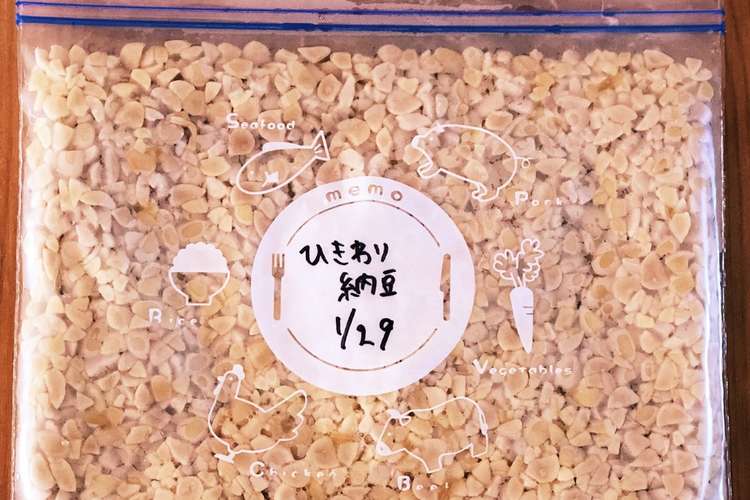 Seafood
Pork
memo
ひきわり
納豆
1/29
Rice
Vegetables
Chicken
Beef